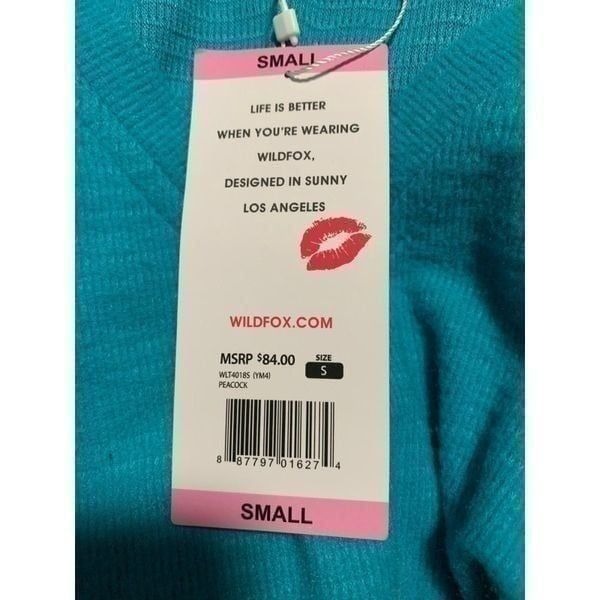 SMALL
LIFE IS BETTER
WHEN YOU'RE WEARING
WILDFOX,
DESIGNED IN SUNNY
LOS ANGELES
WILDFOX.COM
MSRP $84.00 SIZE
S
WLT4018S (YM4)
PEACOCK
8 87797 01627 4
SMALL